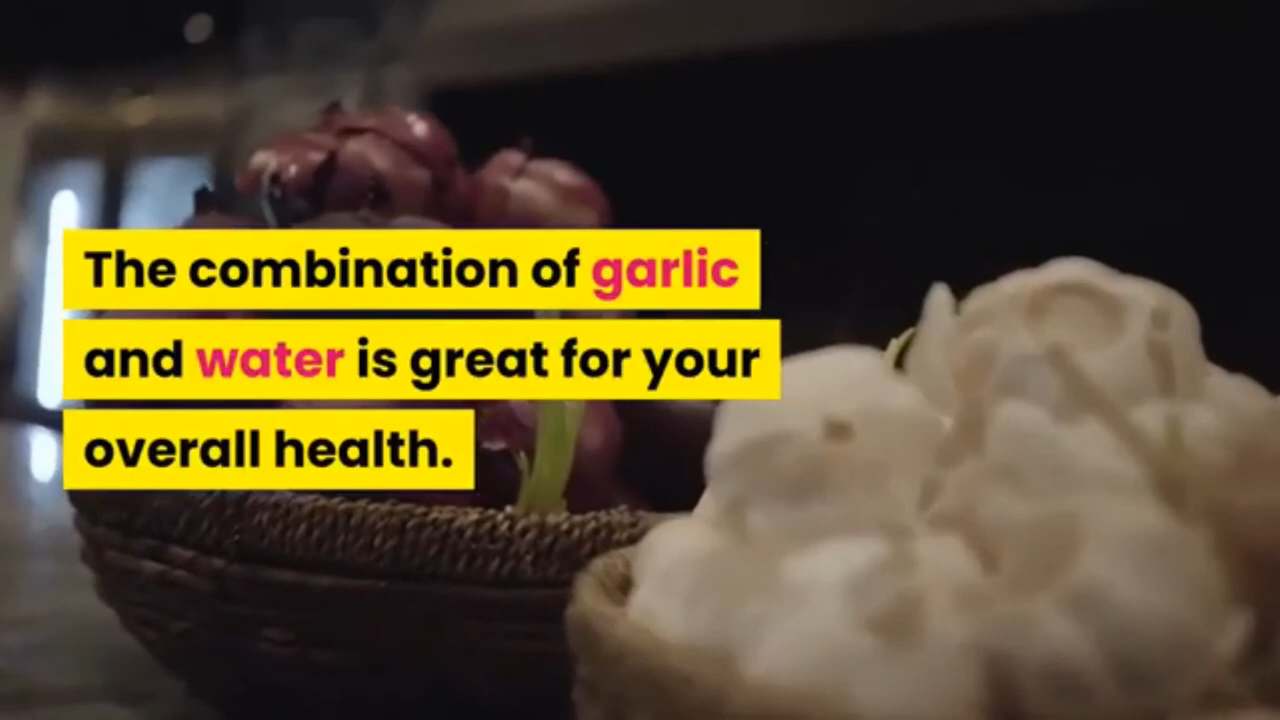 The combination of garlic
and water is great for your
overall health.